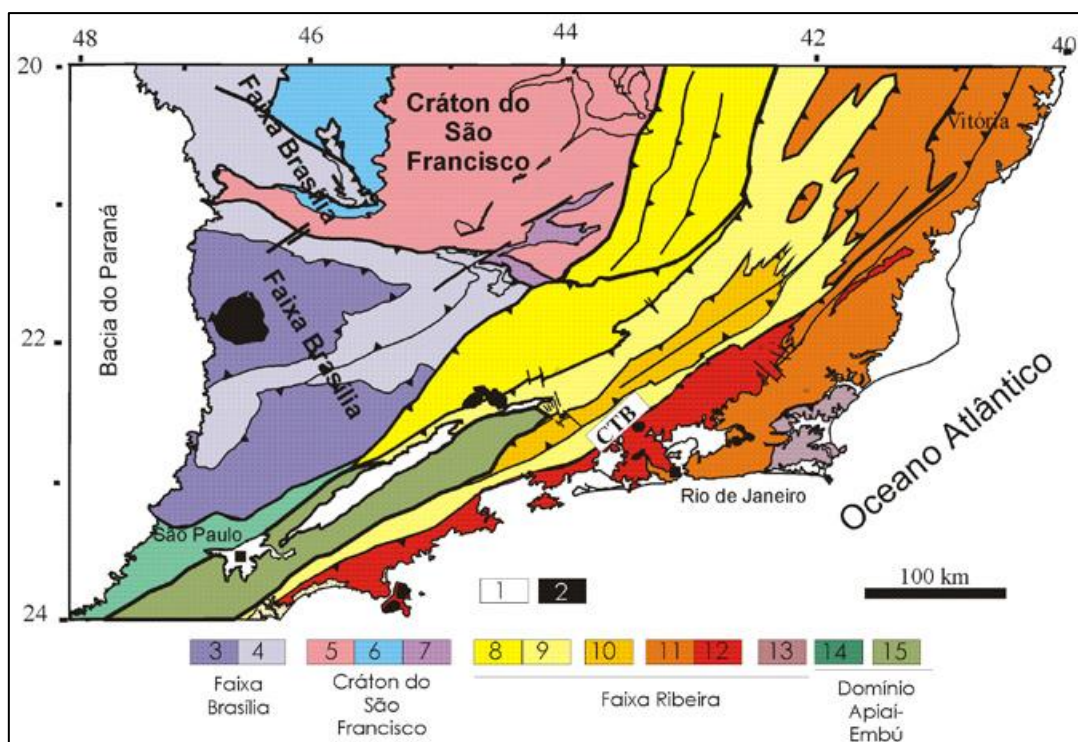 48
46
44
42
40
20
Faixa Brasília
Cráton do
São
Francisco
Vitória
Bacia do Paraná
Faixa Brasília
22
CTB
Oceano Atlântico
Rio de Janeiro
São Paulo
24
1
2
100 km
3 4 5 6 7 8 9 10 11 12 13 14 15
Faixa
Brasília
Cráton do
São
Francisco
Faixa Ribeira
Domínio
Apiaí-
Embú